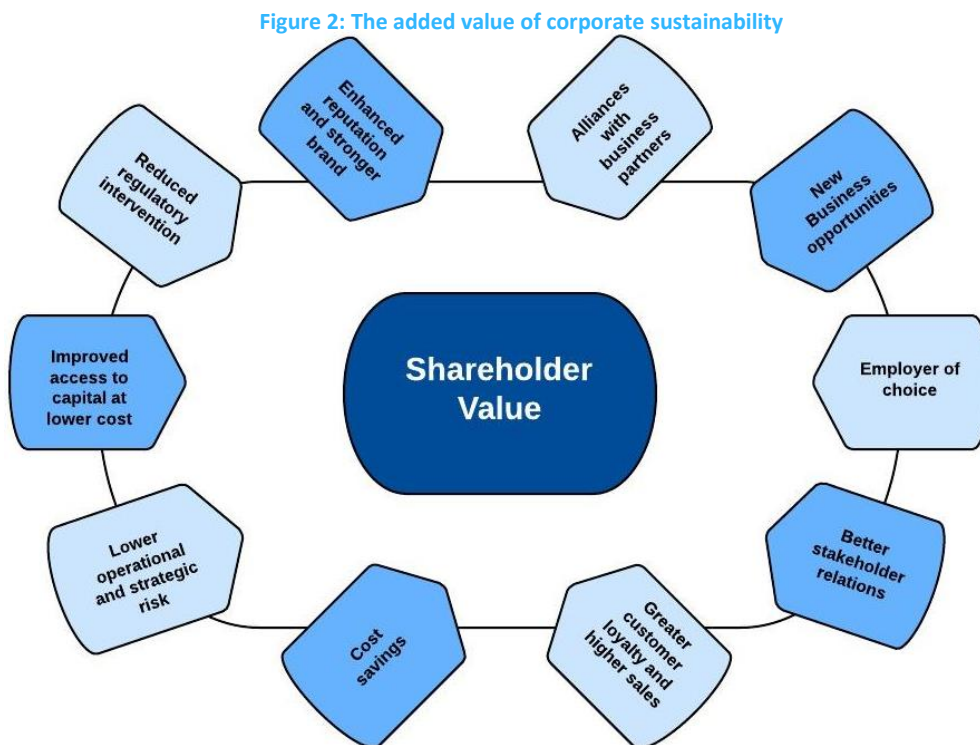 Figure 2: The added value of corporate sustainability
Enhanced
reputation
and stronger
brand
Alliances
with
business
partners
New
Business
opportunities
Employer of
choice
Better
stakeholder
relations
Greater
customer
loyalty and
higher sales
Cost
savings
Lower
operational
and strategic
risk
Improved
access to
capital at
lower cost
Reduced
regulatory
intervention
Shareholder
Value